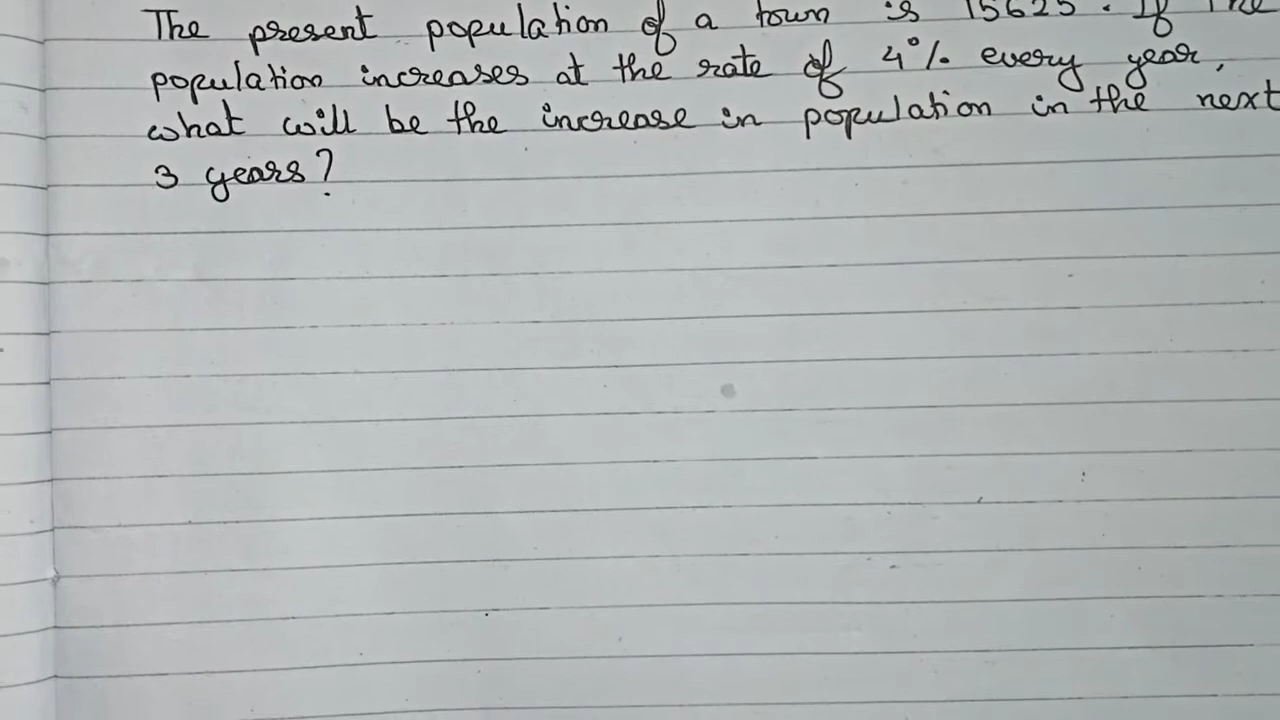 The present population of a town is 15625. If the
population increases at the rate of 4% every year,
what will be the increase in population in the next
3 years?